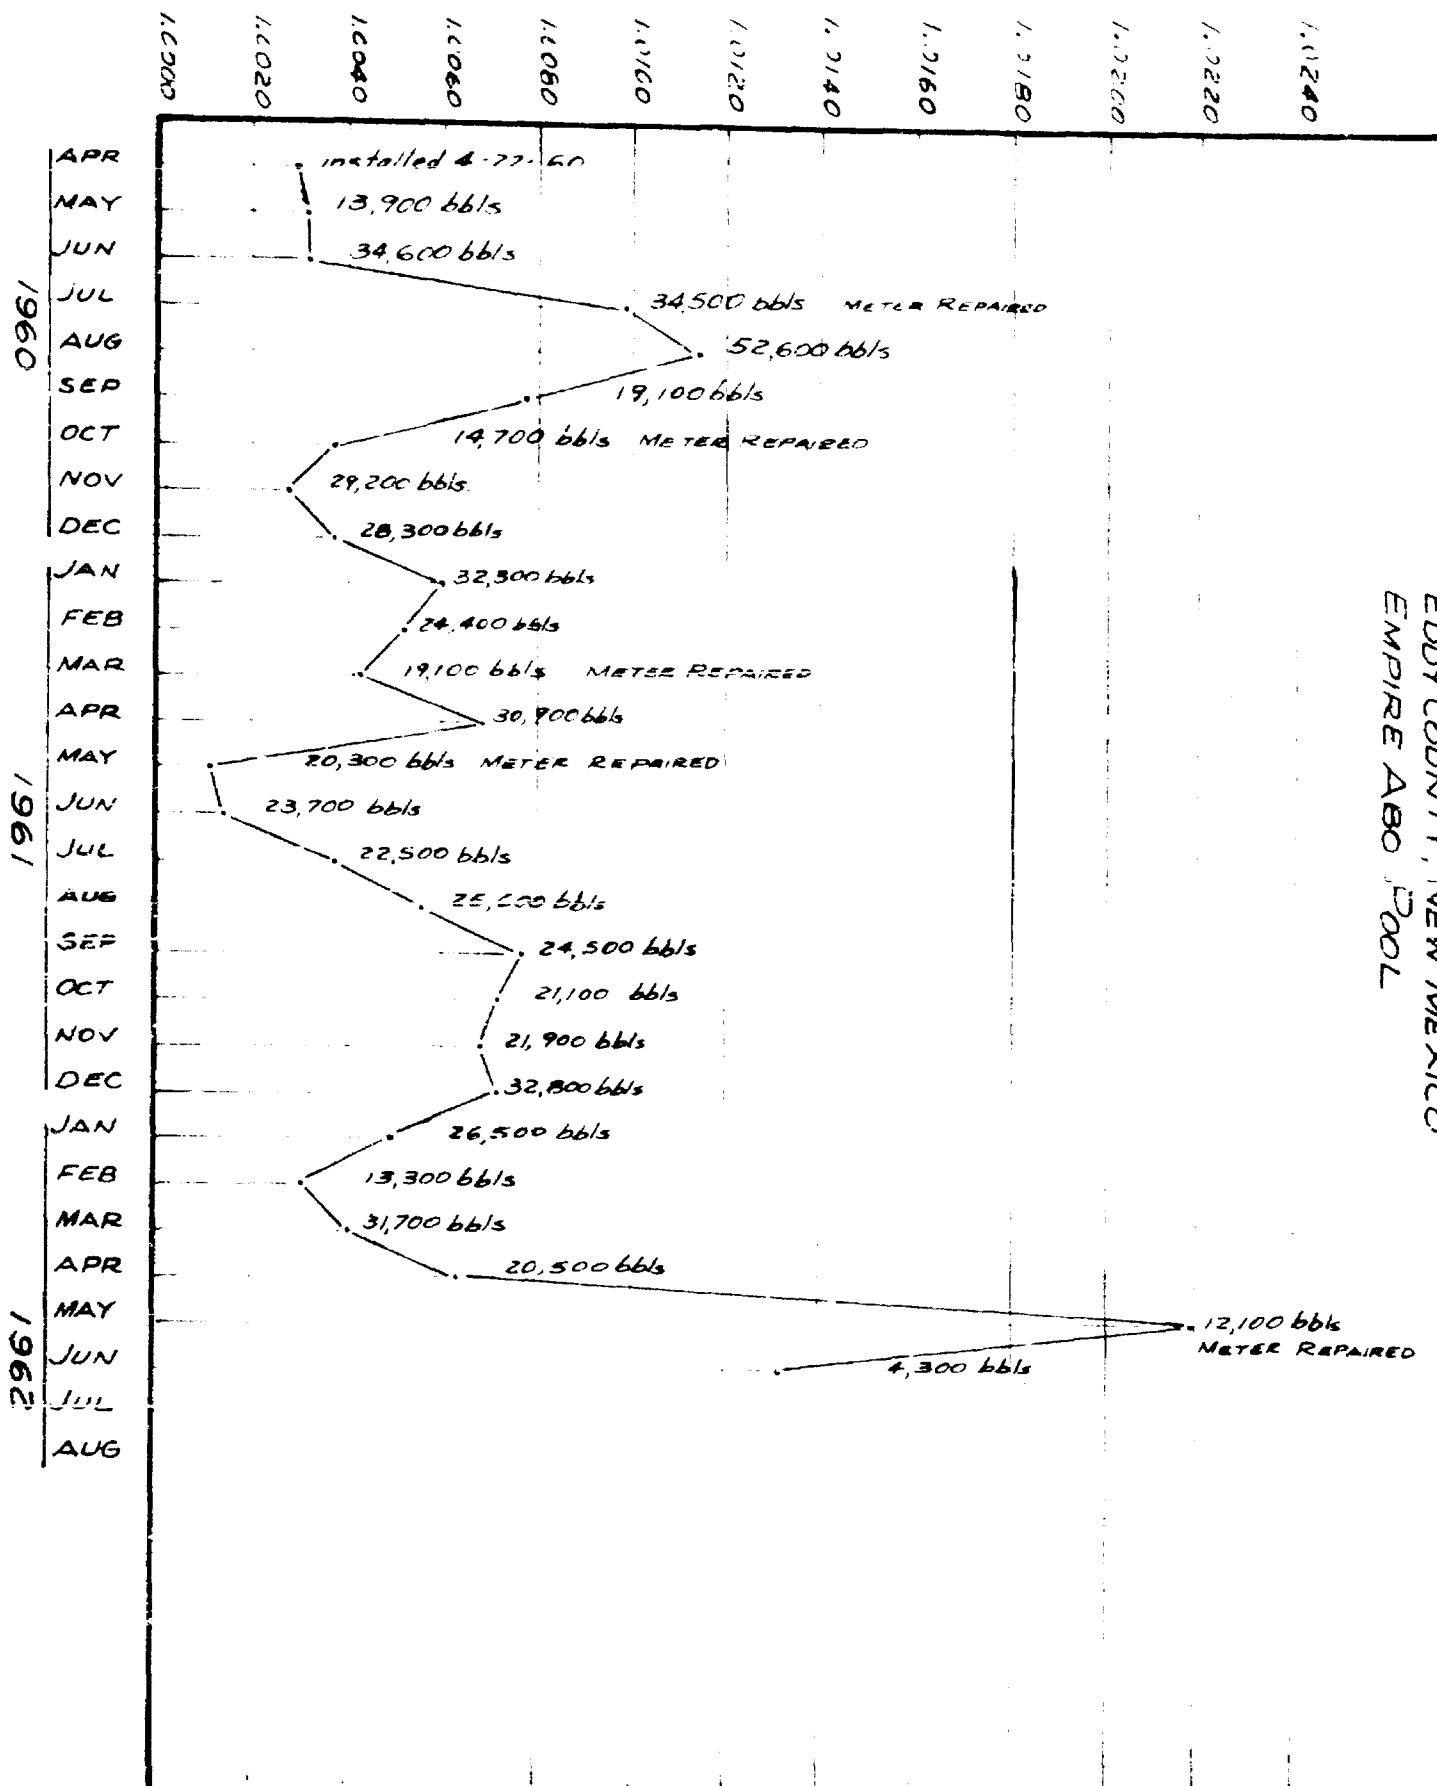 1.0000
1.0020
1.0040
1.0060
1.0080
1.0100
1.0120
1.0140
1.0160
1.0180
1.0200
1.0220
1.0240
EDDY COUNTY, NEW MEXICO
EMPIRE ABO POOL
1960
APR installed 4-27-60
MAY 13,900 bbls
JUN 34,600 bbls
JUL 34,500 bbls METER REPAIRED
AUG 52,600 bbls
SEP 19,100 bbls
OCT 14,700 bbls METER REPAIRED
NOV 29,200 bbls
DEC 28,300 bbls
1961
JAN 32,300 bbls
FEB 24,400 bbls
MAR 19,100 bbls METER REPAIRED
APR bbls
MAY 20,300 bbls METER REPAIRED
JUN 23,700 bbls
JUL 22,500 bbls
AUG bbls
SEP 24,500 bbls
OCT 21,100 bbls
NOV 21,900 bbls
DEC 32,800 bbls
1962
JAN 26,500 bbls
FEB 13,300 bbls
MAR 31,700 bbls
APR 20,500 bbls
MAY 12,100 bbls
METER REPAIRED
JUN 4,300 bbls
JUL
AUG